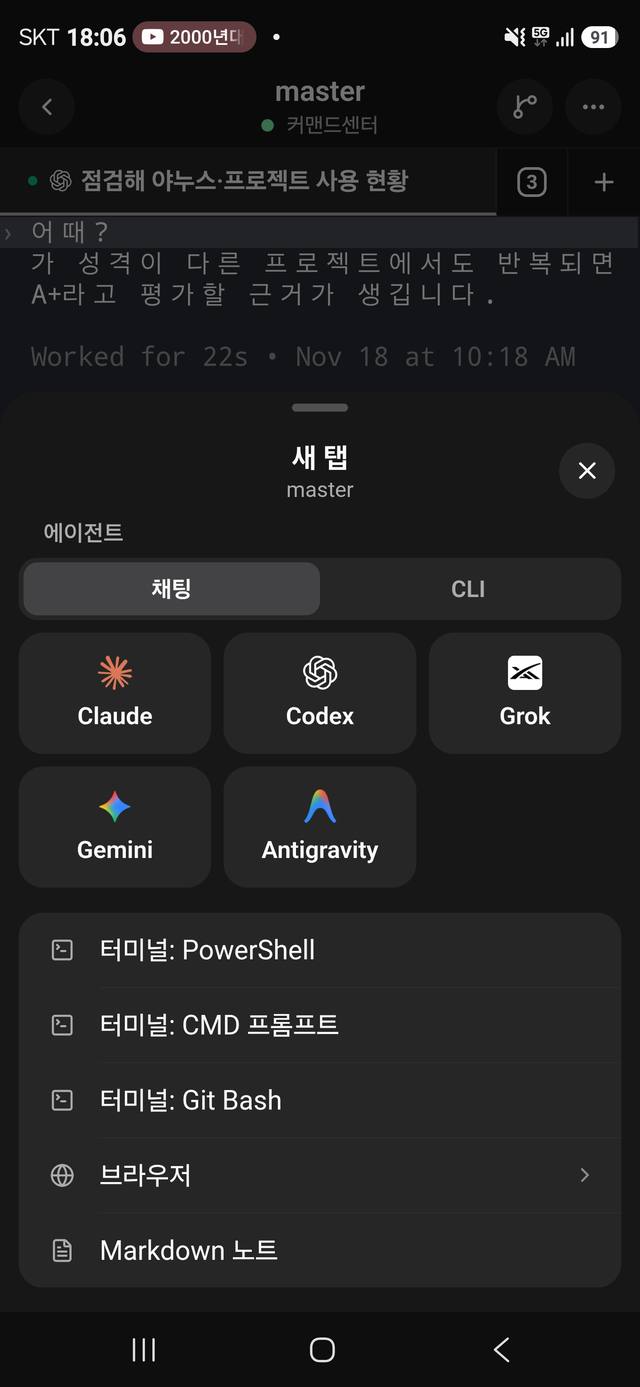 SKT 18:06 2000년대
5G 91
master
커맨드센터
점검해 야누스·프로젝트 사용 현황
3
› 어때?
가 성격이 다른 프로젝트에서도 반복되면
A+라고 평가할 근거가 생깁니다.
Worked for 22s • Nov 18 at 10:18 AM
새 탭
master
에이전트
채팅
CLI
Claude
Codex
Grok
Gemini
Antigravity
터미널: PowerShell
터미널: CMD 프롬프트
터미널: Git Bash
브라우저
Markdown 노트